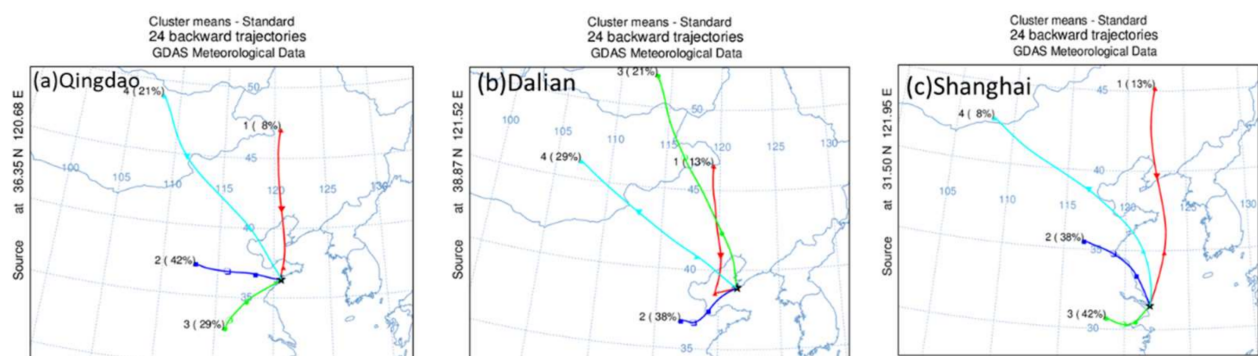 Cluster means - Standard
24 backward trajectories
GDAS Meteorological Data
(a)Qingdao
Source ★ at 36.35 N 120.68 E
4 ( 21%)
1 ( 8%)
2 ( 42%)
3 ( 29%)
50
45
40
35
100
105
110
115
120
125
Cluster means - Standard
24 backward trajectories
GDAS Meteorological Data
(b)Dalian
Source ★ at 38.87 N 121.52 E
3 ( 21%)
4 ( 29%)
1 ( 13%)
2 ( 38%)
50
45
40
35
100
105
110
115
120
125
130
Cluster means - Standard
24 backward trajectories
GDAS Meteorological Data
(c)Shanghai
Source ★ at 31.50 N 121.95 E
4 ( 8%)
1 ( 13%)
2 ( 38%)
3 ( 42%)
45
40
35
30
105
110
115
120
125